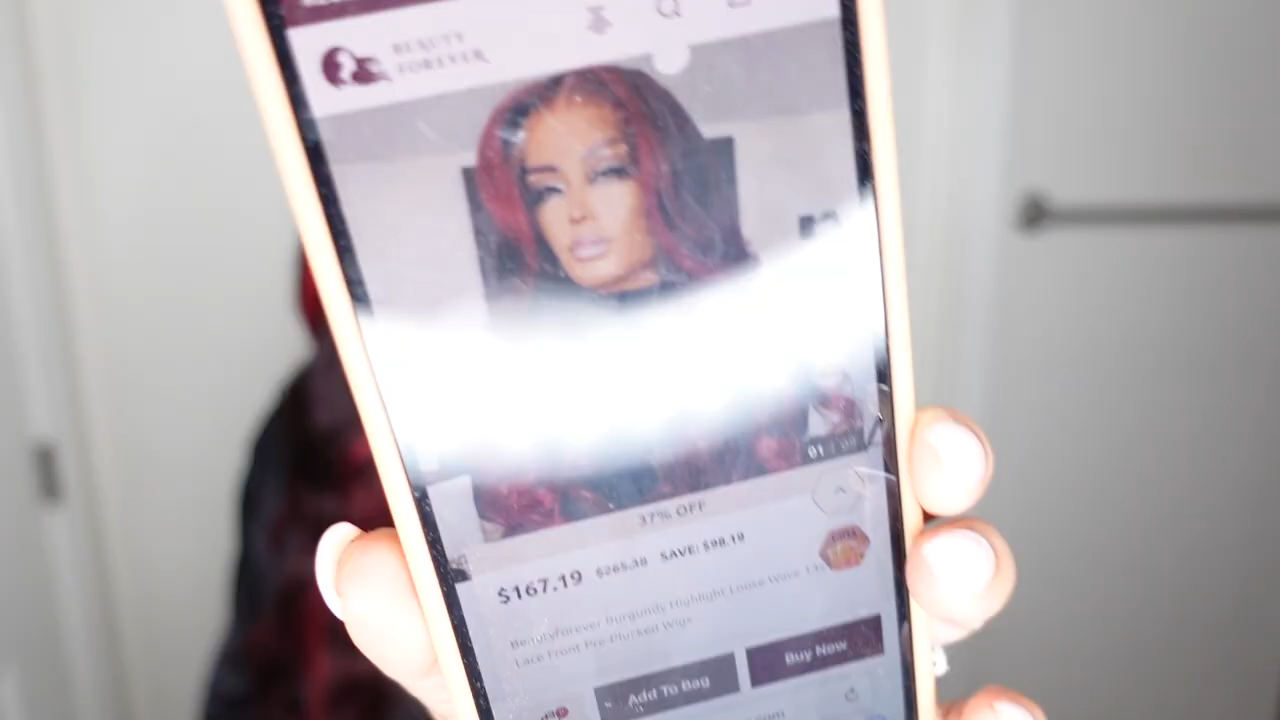 BEAUTY
FOREVER
01 /
37% OFF
$167.19 $265.38 SAVE: $98.19
BeautyForever Burgundy Highlight Loose Wave
Lace Front Pre-Plucked Wigs
Add To Bag
Buy Now